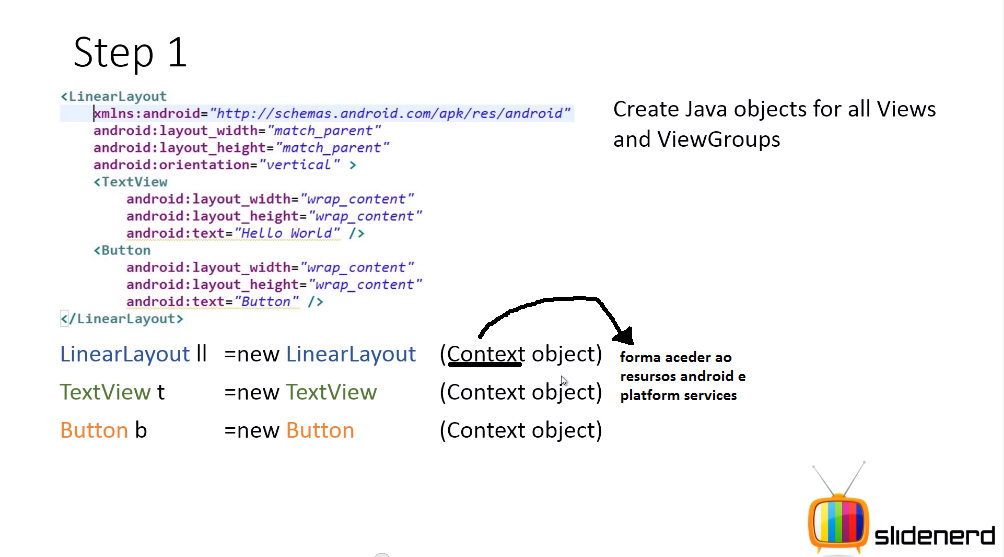 Step 1
<LinearLayout
xmlns:android="http://schemas.android.com/apk/res/android"
android:layout_width="match_parent"
android:layout_height="match_parent"
android:orientation="vertical" >
<TextView
android:layout_width="wrap_content"
android:layout_height="wrap_content"
android:text="Hello World" />
<Button
android:layout_width="wrap_content"
android:layout_height="wrap_content"
android:text="Button" />
</LinearLayout>
Create Java objects for all Views
and ViewGroups
LinearLayout ll =new LinearLayout (Context object)
TextView t =new TextView (Context object)
Button b =new Button (Context object)
forma aceder ao
resursos android e
platform services
slidenerd